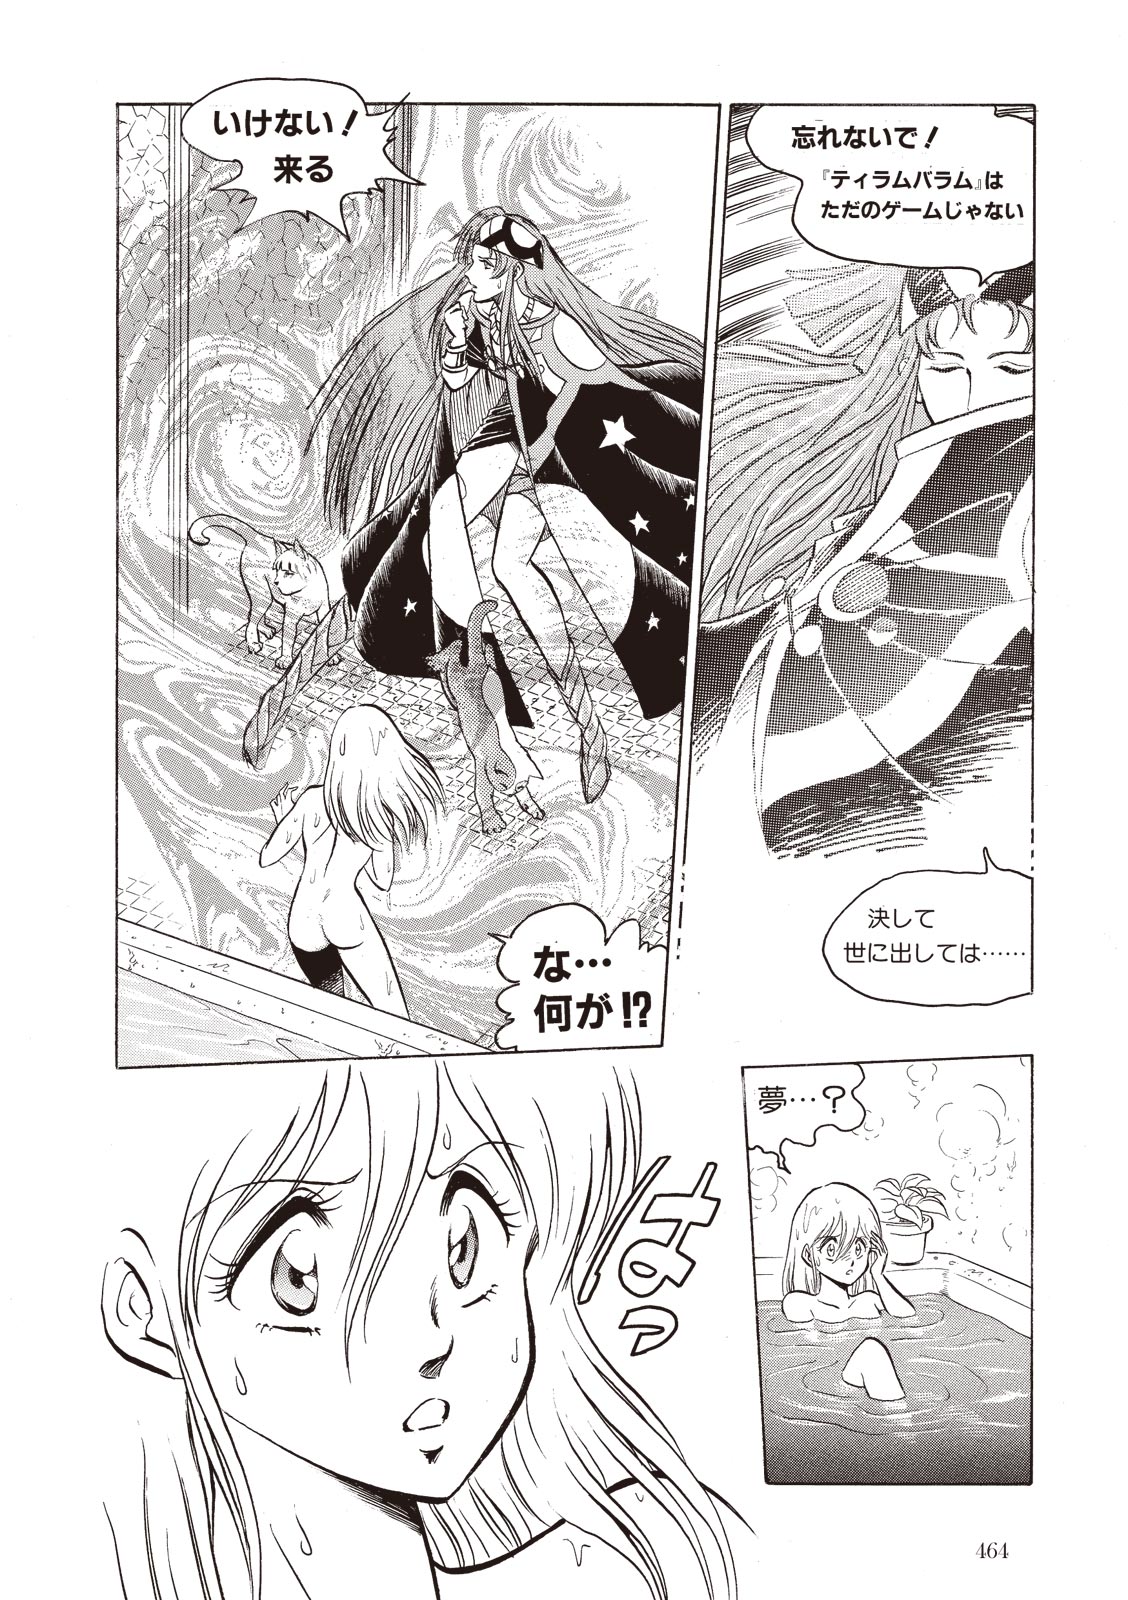 いけない！
来る
な…
何が!?
忘れないで！
『ティラムバラム』は
ただのゲームじゃない
決して
世に出しては……
はっ
夢…？
464